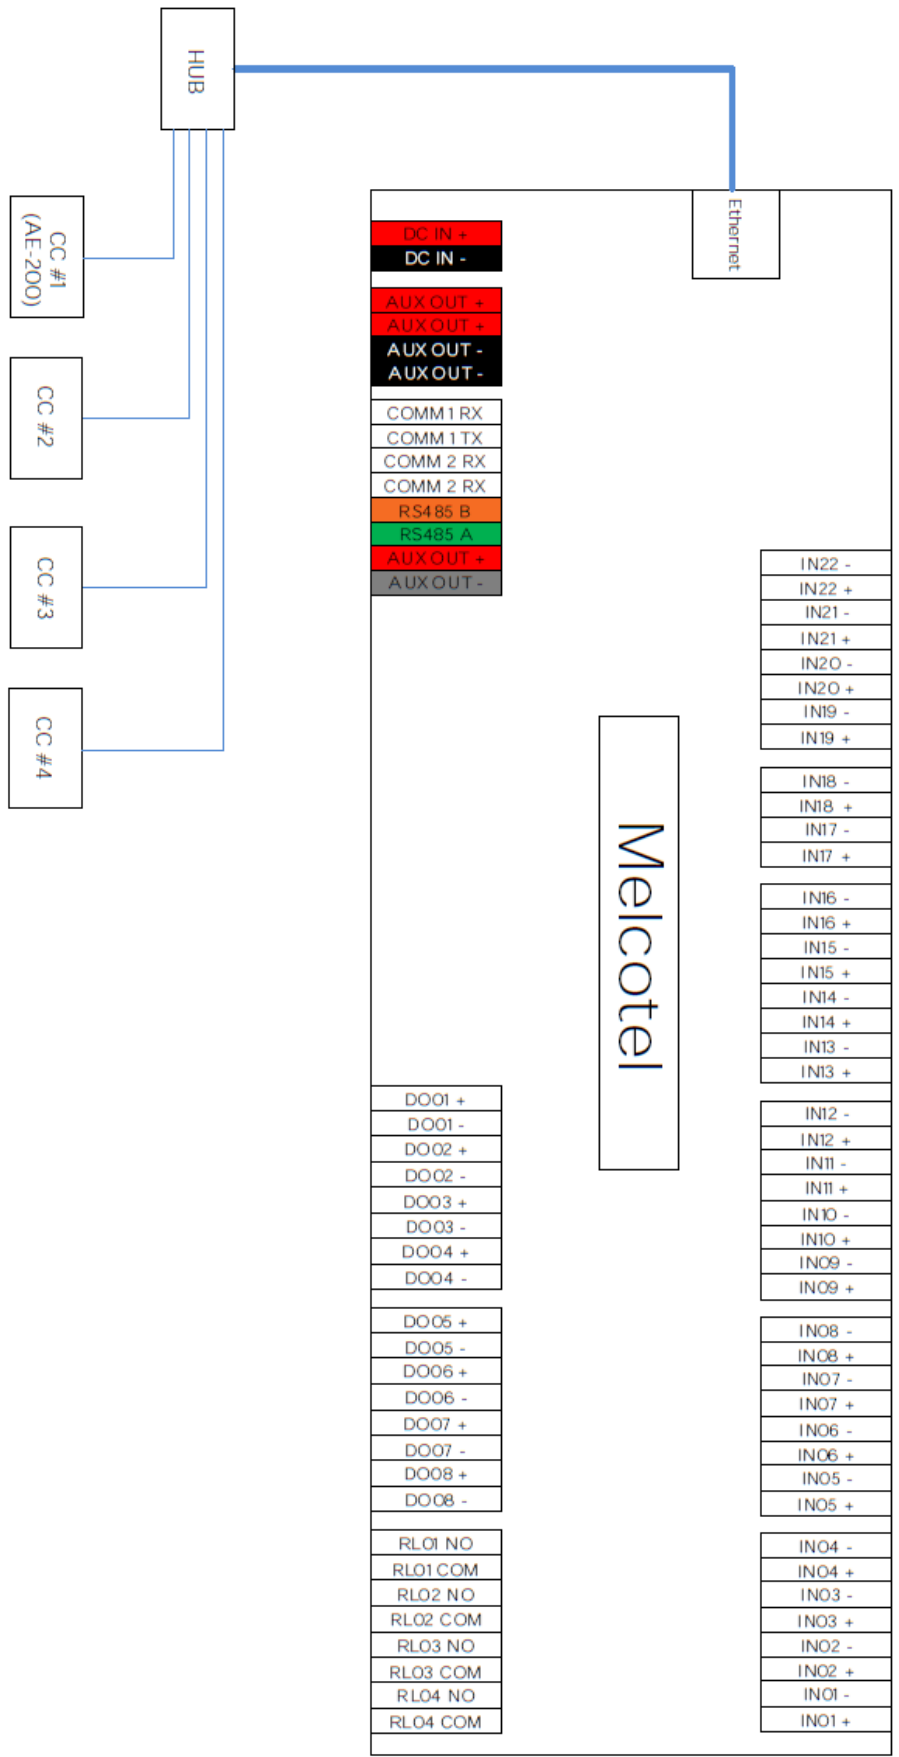 HUB
Ethernet
CC #1
(AE-200)
CC #2
CC #3
CC #4
DC IN +
DC IN -
AUX OUT +
AUX OUT +
AUX OUT -
AUX OUT -
COMM 1 RX
COMM 1 TX
COMM 2 RX
COMM 2 RX
RS485 B
RS485 A
AUX OUT +
AUX OUT -
Melcotel
DO01 +
DO01 -
DO02 +
DO02 -
DO03 +
DO03 -
DO04 +
DO04 -
DO05 +
DO05 -
DO06 +
DO06 -
DO07 +
DO07 -
DO08 +
DO08 -
RL01 NO
RL01 COM
RL02 NO
RL02 COM
RL03 NO
RL03 COM
RL04 NO
RL04 COM
IN22 -
IN22 +
IN21 -
IN21 +
IN20 -
IN20 +
IN19 -
IN19 +
IN18 -
IN18 +
IN17 -
IN17 +
IN16 -
IN16 +
IN15 -
IN15 +
IN14 -
IN14 +
IN13 -
IN13 +
IN12 -
IN12 +
IN11 -
IN11 +
IN10 -
IN10 +
IN09 -
IN09 +
IN08 -
IN08 +
IN07 -
IN07 +
IN06 -
IN06 +
IN05 -
IN05 +
IN04 -
IN04 +
IN03 -
IN03 +
IN02 -
IN02 +
IN01 -
IN01 +